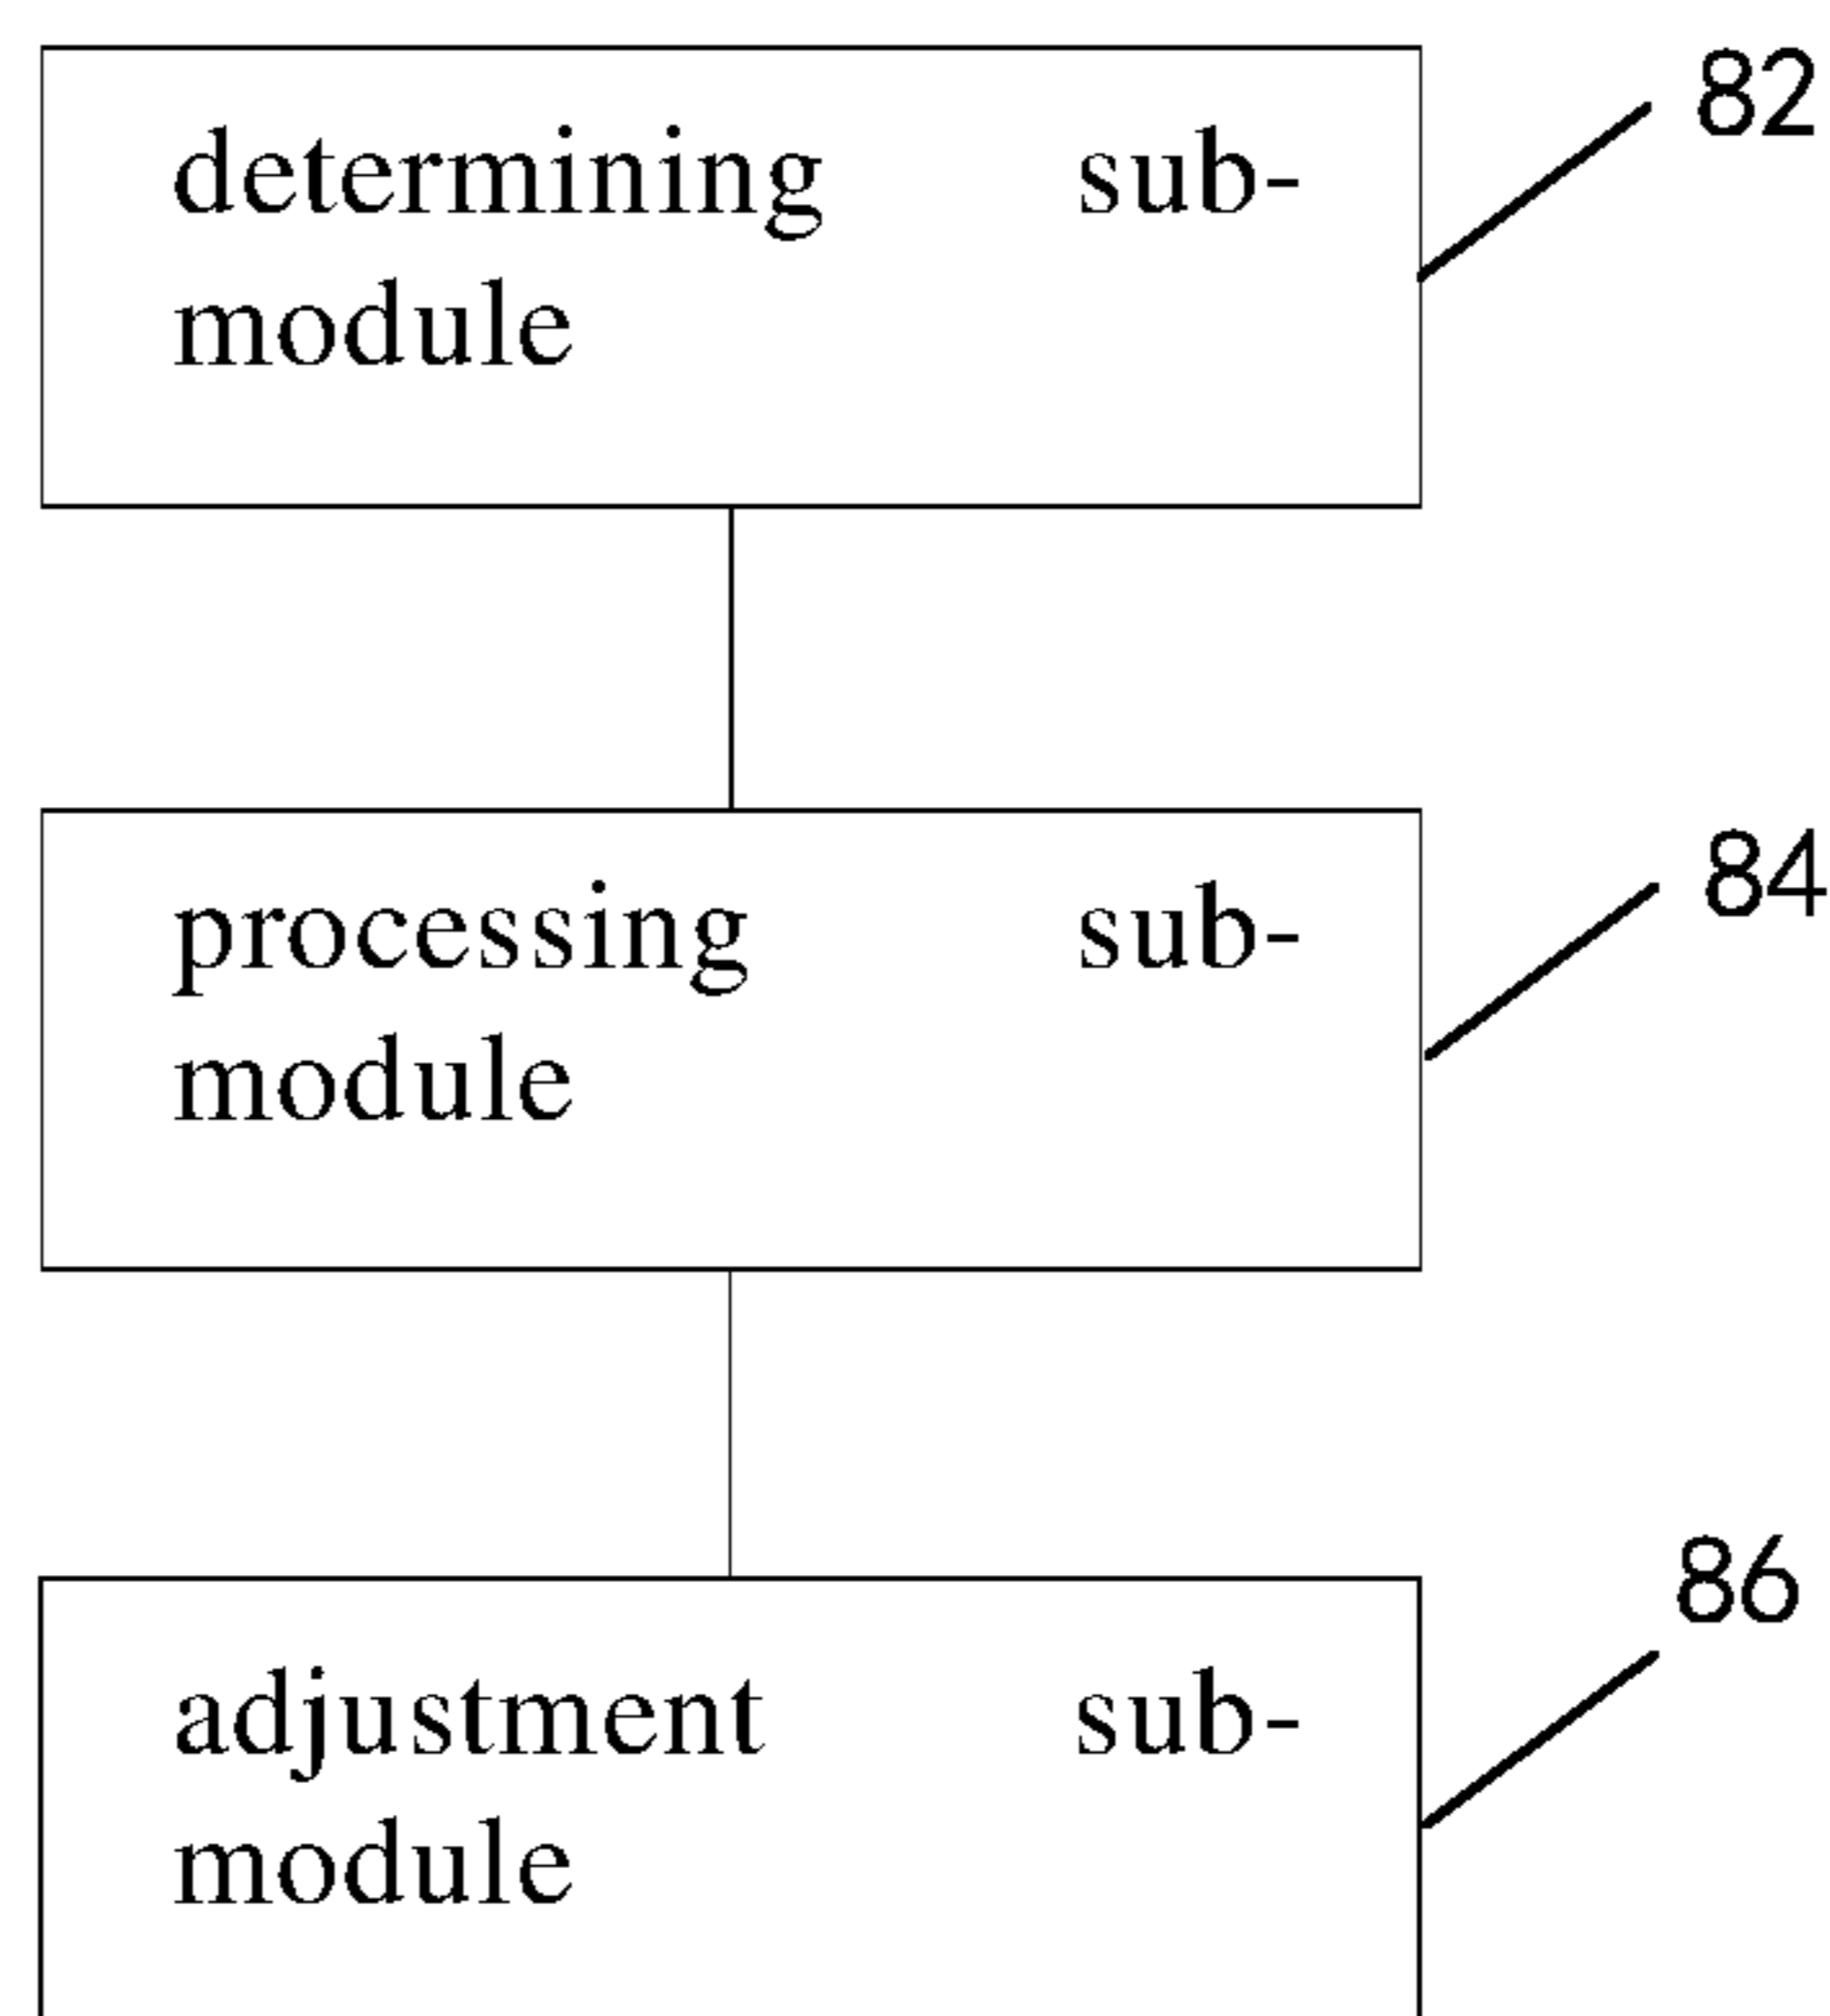 82
determining sub-
module
84
processing sub-
module
86
adjustment sub-
module